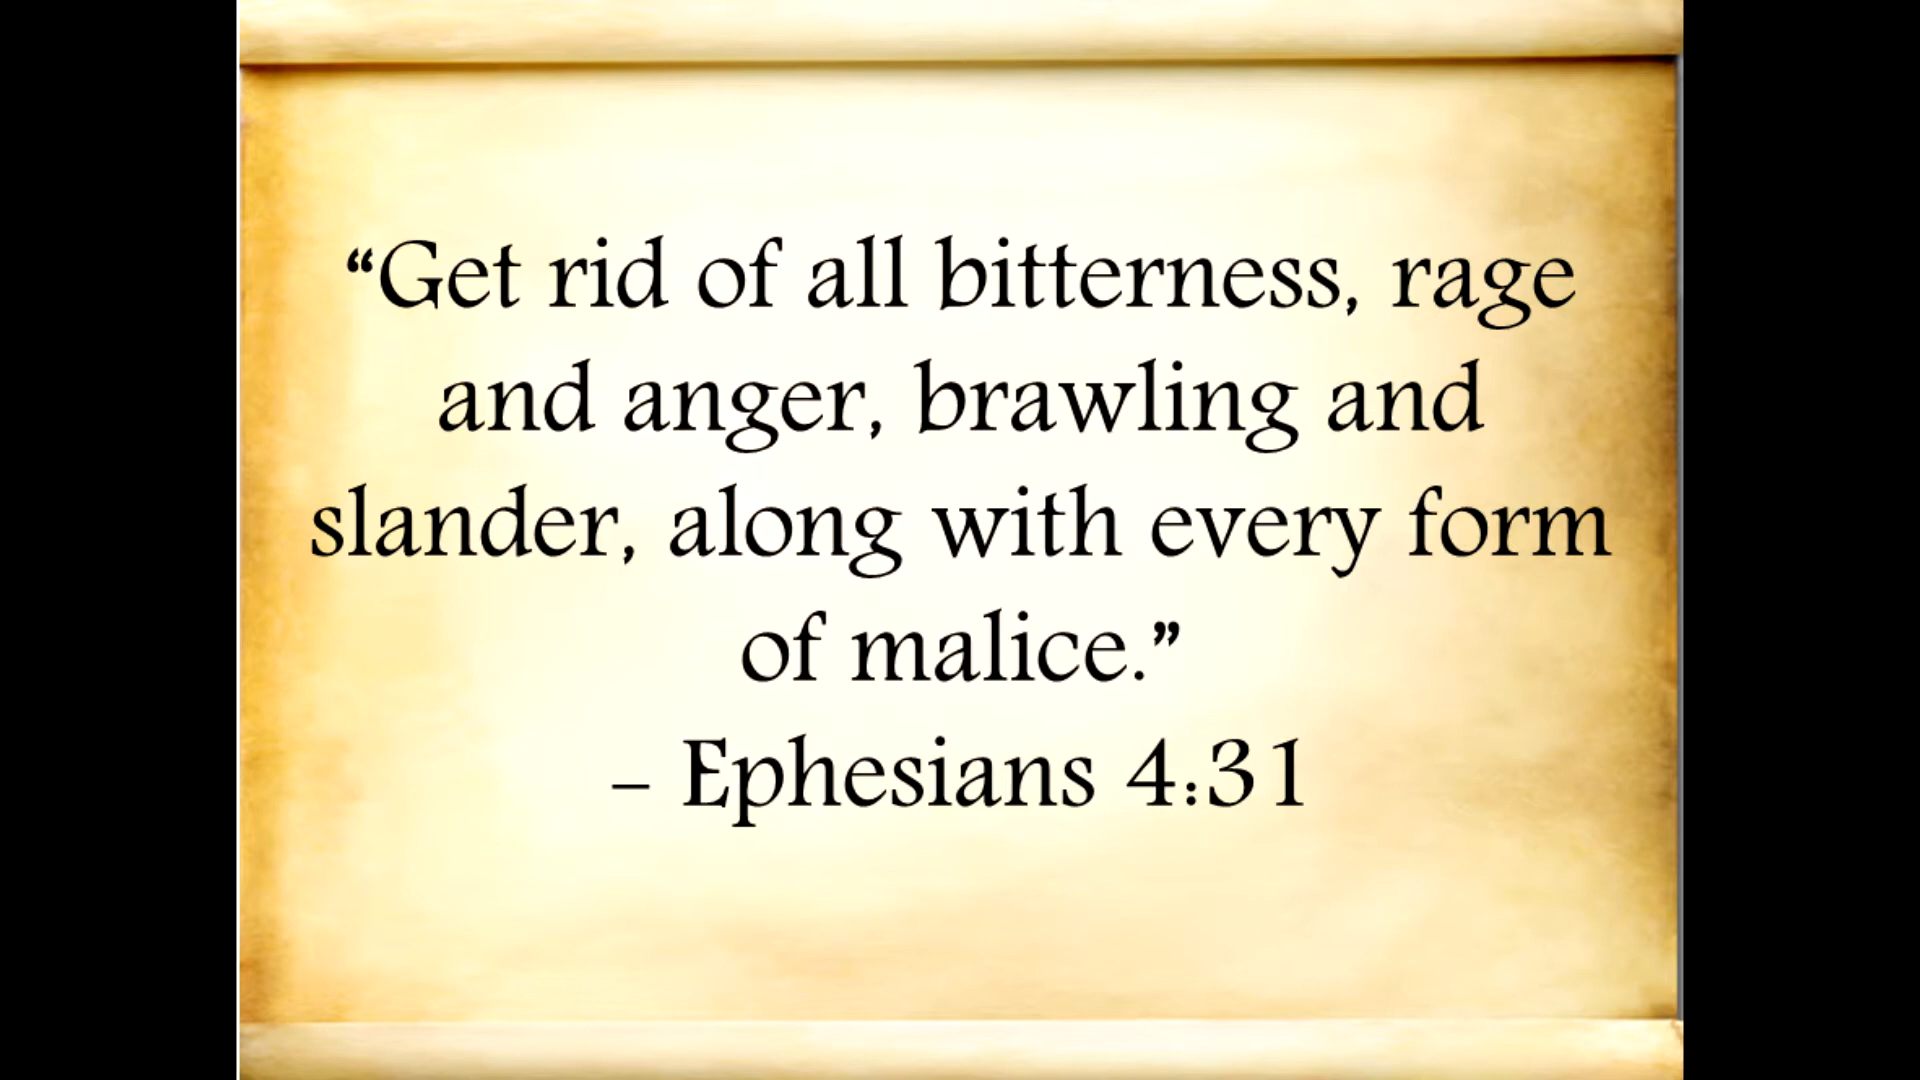 “Get rid of all bitterness, rage
and anger, brawling and
slander, along with every form
of malice.”
– Ephesians 4:31